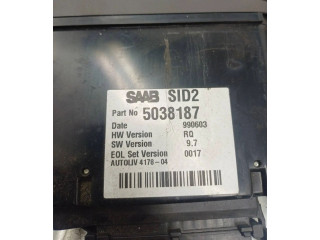 SAAB SID2
Part No 5038187
Date 990603
HW Version RQ
SW Version 9.7
EOL Set Version 0017
AUTOLIV 4178-04